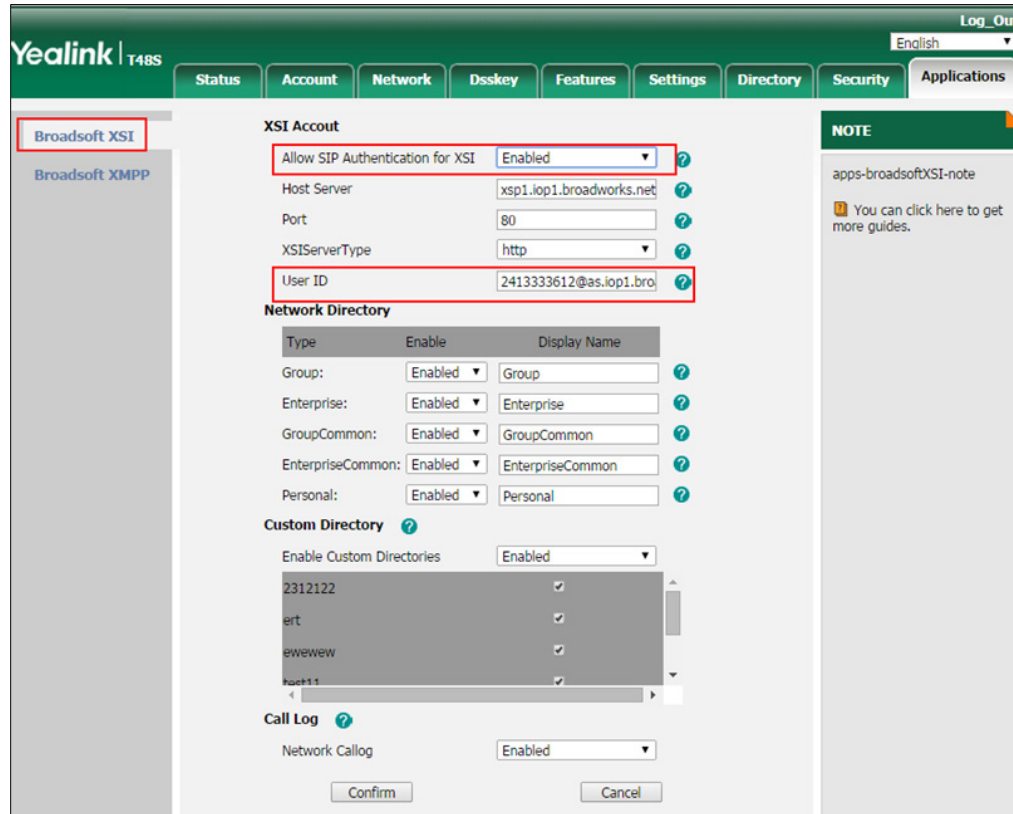 Log_Ou
Yealink | T48S
English
Status Account Network Dsskey Features Settings Directory Security Applications
Broadsoft XSI
Broadsoft XMPP
XSI Accout
Allow SIP Authentication for XSI Enabled
Host Server xsp1.iop1.broadworks.net
Port 80
XSIServerType http
User ID 2413333612@as.iop1.bro
Network Directory
Type Enable Display Name
Group: Enabled Group
Enterprise: Enabled Enterprise
GroupCommon: Enabled GroupCommon
EnterpriseCommon: Enabled EnterpriseCommon
Personal: Enabled Personal
Custom Directory
Enable Custom Directories Enabled
2312122
ert
ewewew
test11
Call Log
Network Callog Enabled
Confirm Cancel
NOTE
apps-broadsoftXSI-note
You can click here to get
more guides.